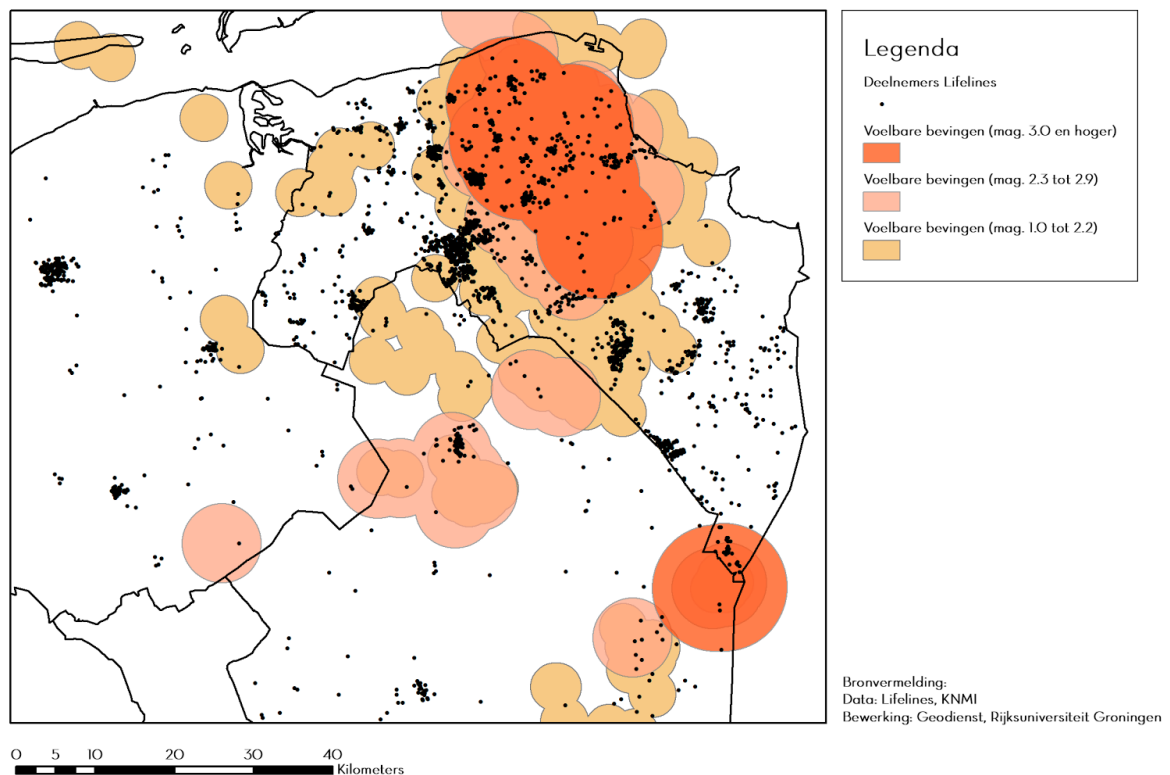 Legenda
Deelnemers Lifelines
Voelbare bevingen (mag. 3.0 en hoger)
Voelbare bevingen (mag. 2.3 tot 2.9)
Voelbare bevingen (mag. 1.0 tot 2.2)
Bronvermelding:
Data: Lifelines, KNMI
Bewerking: Geodienst, Rijksuniversiteit Groningen
0 5 10 20 30 40
Kilometers